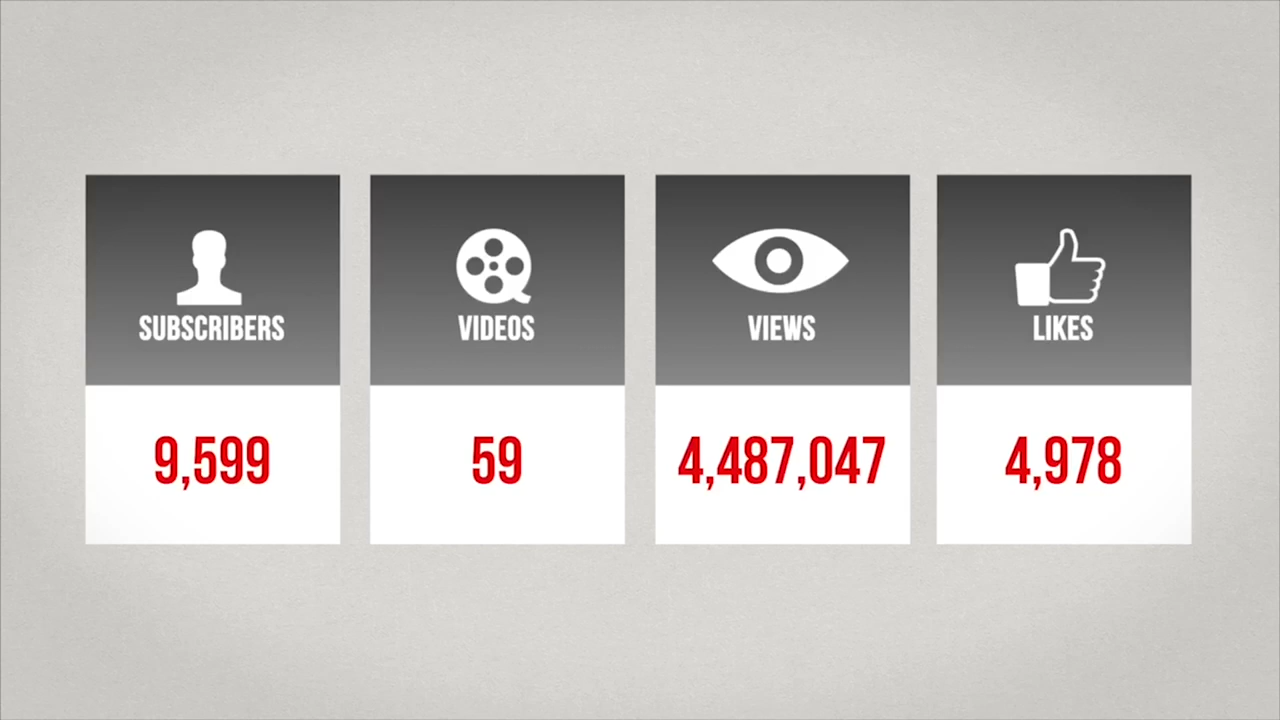 SUBSCRIBERS
VIDEOS
VIEWS
LIKES
9,599
59
4,487,047
4,978